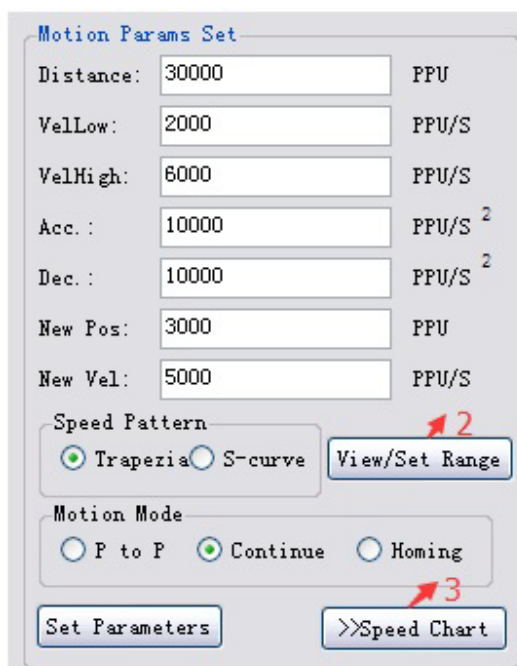 Motion Params Set
Distance: 30000 PPU
VelLow: 2000 PPU/S
VelHigh: 6000 PPU/S
Acc.: 10000 PPU/S 2
Dec.: 10000 PPU/S 2
New Pos: 3000 PPU
New Vel: 5000 PPU/S
Speed Pattern 2
Trapezia S-curve View/Set Range
Motion Mode
P to P Continue Homing
3
Set Parameters >>Speed Chart